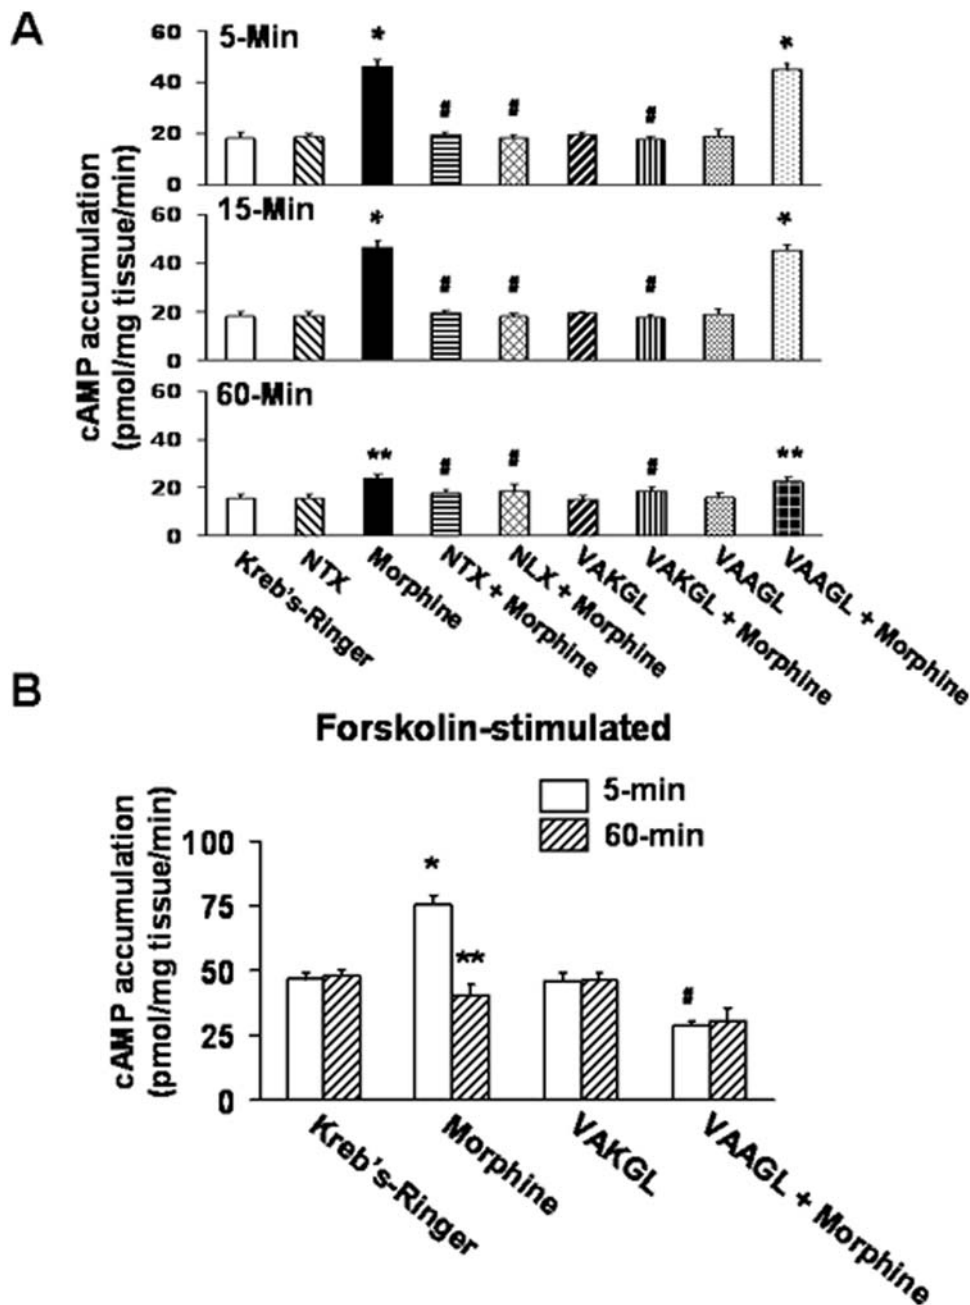 A
cAMP accumulation
(pmol/mg tissue/min)
5-Min
60
40
20
0
*
#
#
#
*
15-Min
60
40
20
0
*
#
#
#
*
60-Min
60
40
20
0
**
#
#
#
**
Kreb's-Ringer
NTX
Morphine
NTX + Morphine
NLX + Morphine
VAKGL
VAKGL + Morphine
VAAGL
VAAGL + Morphine
B
Forskolin-stimulated
5-min
60-min
cAMP accumulation
(pmol/mg tissue/min)
100
75
50
25
0
*
**
#
Kreb's-Ringer
Morphine
VAKGL
VAAGL + Morphine